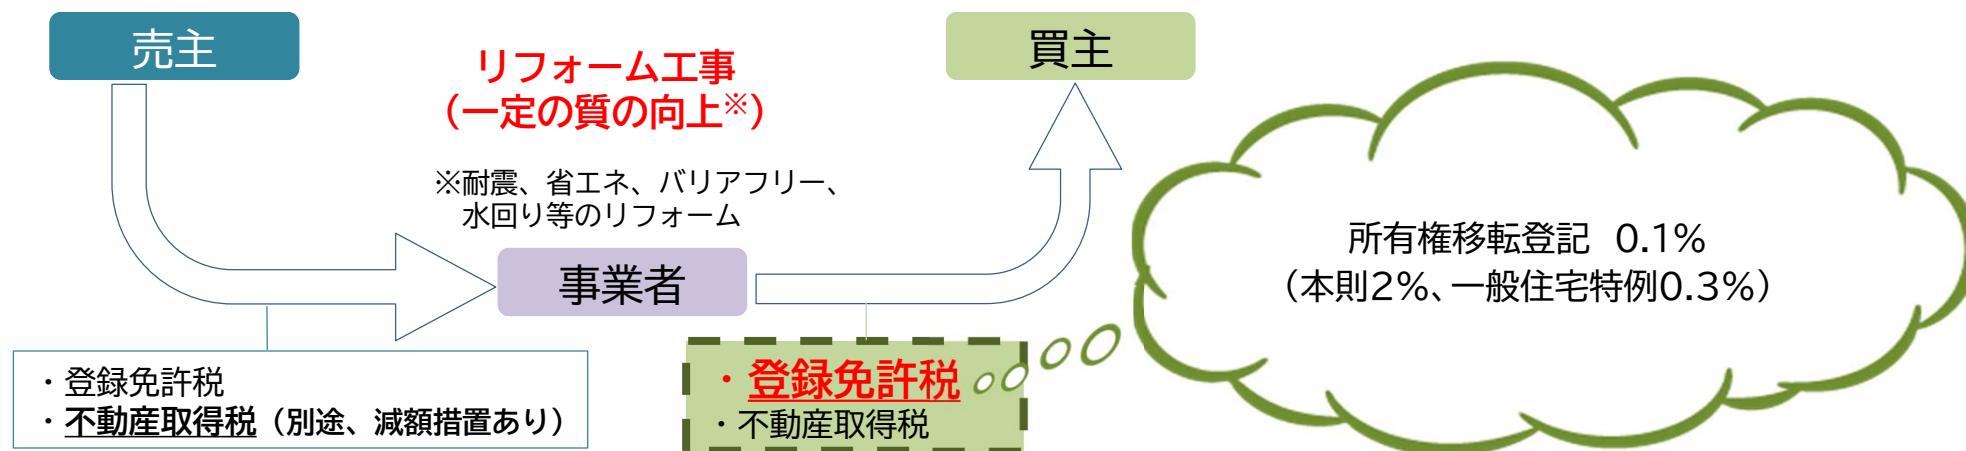 売主
リフォーム工事
（一定の質の向上※）
買主
※耐震、省エネ、バリアフリー、
水回り等のリフォーム
事業者
・登録免許税
・不動産取得税（別途、減額措置あり）
・登録免許税
・不動産取得税
所有権移転登記 0.1%
（本則2%、一般住宅特例0.3%）